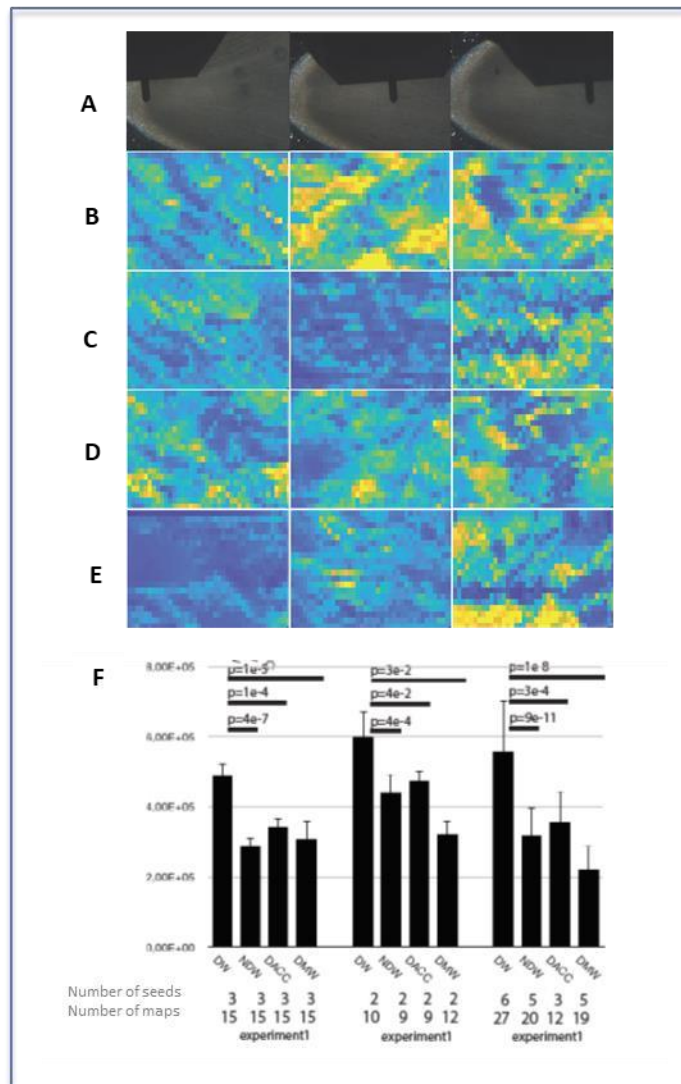 A
B
C
D
E
F
8,00E+05
6,00E+05
4,00E+05
2,00E+05
0,00E+00
p=1e-5
p=1e-4
p=4e-7
p=3e-2
p=4e-2
p=4e-4
p=1e 8
p=3e-4
p=9e-11
DW NDW DACC DMW DW NDW DACC DMW DW NDW DACC DMW
Number of seeds 3 3 3 3 2 2 2 2 6 5 3 5
Number of maps 15 15 15 15 10 9 9 12 27 20 12 19
experiment1 experiment1 experiment1